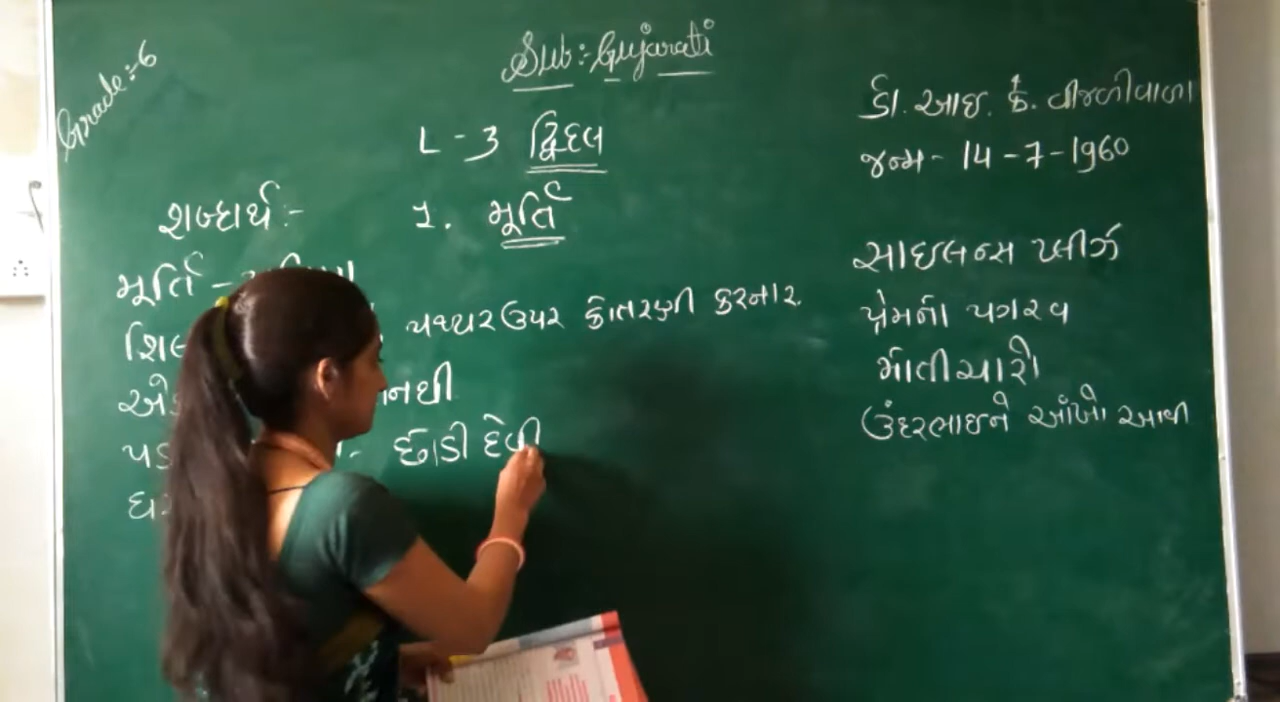 Grade:-6
Sub:- Gujarati
L-3 દ્વિદલ
શબ્દાર્થ:-
1. મૂર્તિ
મૂર્તિ -
પથ્થર ઉપર કોતરણી કરનાર.
નથી
છોડી દેવી
ડૉ. આઇ. કે. વીજળીવાળા
જન્મ - 14-7-1960
સાઇલન્સ પ્લીઝ
પ્રેમના પગરવ
મોતીચારો
ઉંદરભાઇને આંખો આવી